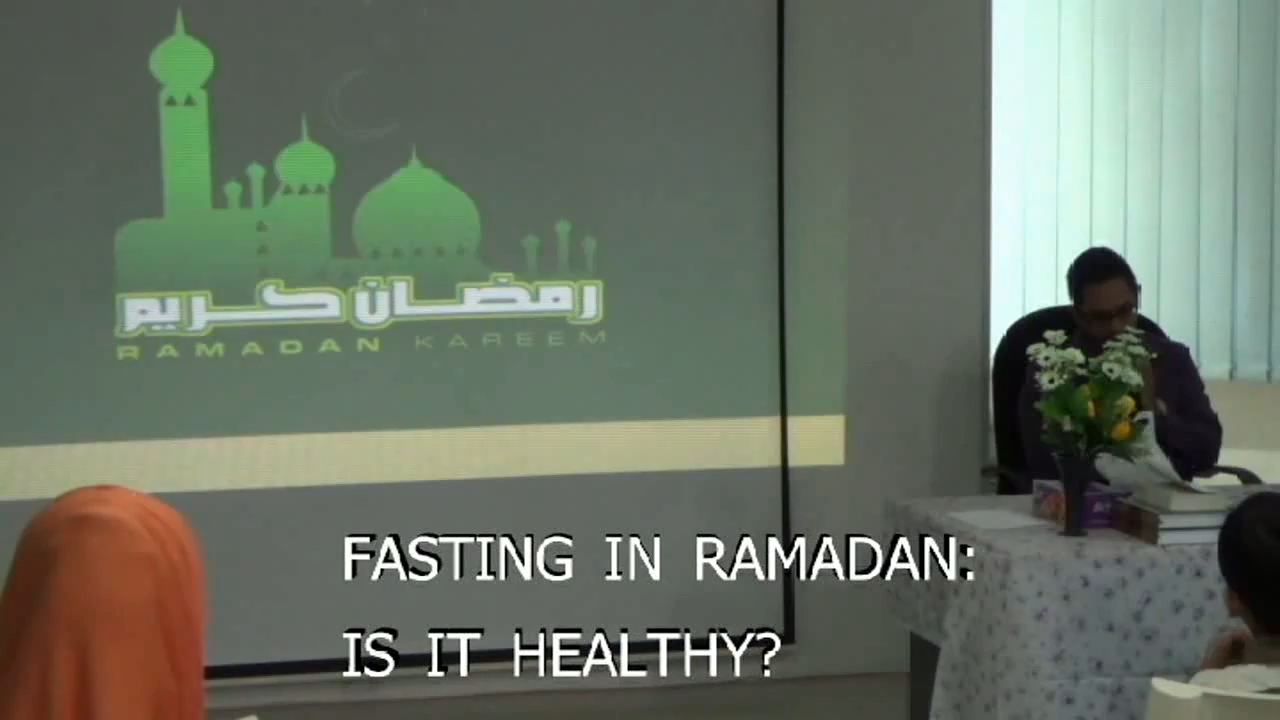 رمضان كريم
RAMADAN KAREEM
FASTING IN RAMADAN:
IS IT HEALTHY?